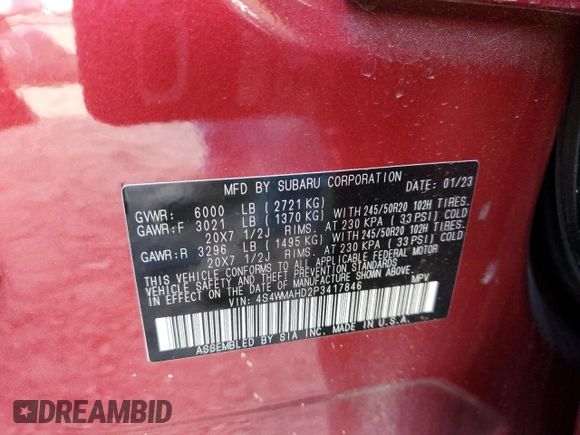 MFD BY SUBARU CORPORATION
DATE: 01/23
GVWR: 6000 LB (2721 KG)
GAWR:F 3021 LB (1370 KG) WITH 245/50R20 102H TIRES.
20X7 1/2J RIMS. AT 230 KPA (33 PSI) COLD
GAWR:R 3296 LB (1495 KG) WITH 245/50R20 102H TIRES.
20X7 1/2J RIMS. AT 230 KPA (33 PSI) COLD
THIS VEHICLE CONFORMS TO ALL APPLICABLE FEDERAL MOTOR
VEHICLE SAFETY AND THEFT PREVENTION STANDARDS IN
EFFECT ON THE DATE OF MANUFACTURE SHOWN ABOVE.
VIN: 4S4WMAHD2P3417846 MPV
ASSEMBLED BY SIA INC. MADE IN U.S.A.
DREAMBID